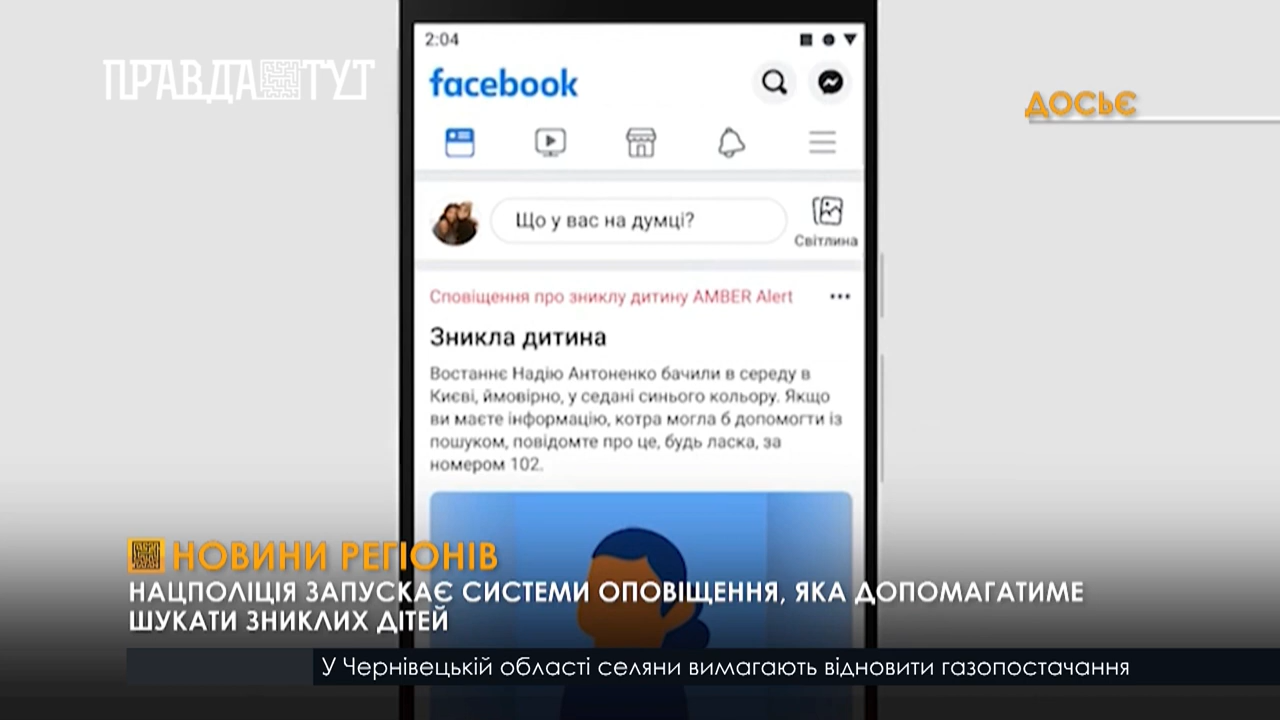 2:04
ПРАВДА ТУТ
facebook
ДОСЬЄ
Що у вас на думці?
Світлина
Сповіщення про зниклу дитину AMBER Alert
Зникла дитина
Востаннє Надію Антоненко бачили в середу в
Києві, ймовірно, у седані синього кольору. Якщо
ви маєте інформацію, котра могла б допомогти із
пошуком, повідомте про це, будь ласка, за
номером 102.
НОВИНИ РЕГІОНІВ
НАЦПОЛІЦІЯ ЗАПУСКАЄ СИСТЕМИ ОПОВІЩЕННЯ, ЯКА ДОПОМАГАТИМЕ
ШУКАТИ ЗНИКЛИХ ДІТЕЙ
У Чернівецькій області селяни вимагають відновити газопостачання